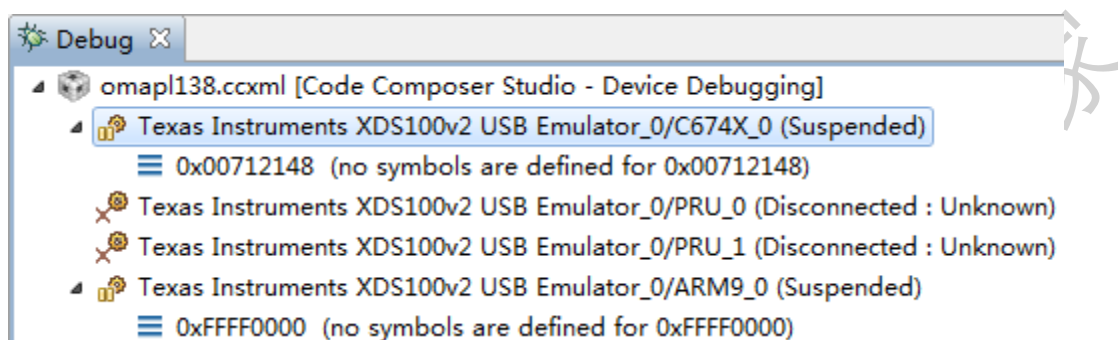 Debug
omapl138.ccxml [Code Composer Studio - Device Debugging]
Texas Instruments XDS100v2 USB Emulator_0/C674X_0 (Suspended)
0x00712148 (no symbols are defined for 0x00712148)
Texas Instruments XDS100v2 USB Emulator_0/PRU_0 (Disconnected : Unknown)
Texas Instruments XDS100v2 USB Emulator_0/PRU_1 (Disconnected : Unknown)
Texas Instruments XDS100v2 USB Emulator_0/ARM9_0 (Suspended)
0xFFFF0000 (no symbols are defined for 0xFFFF0000)